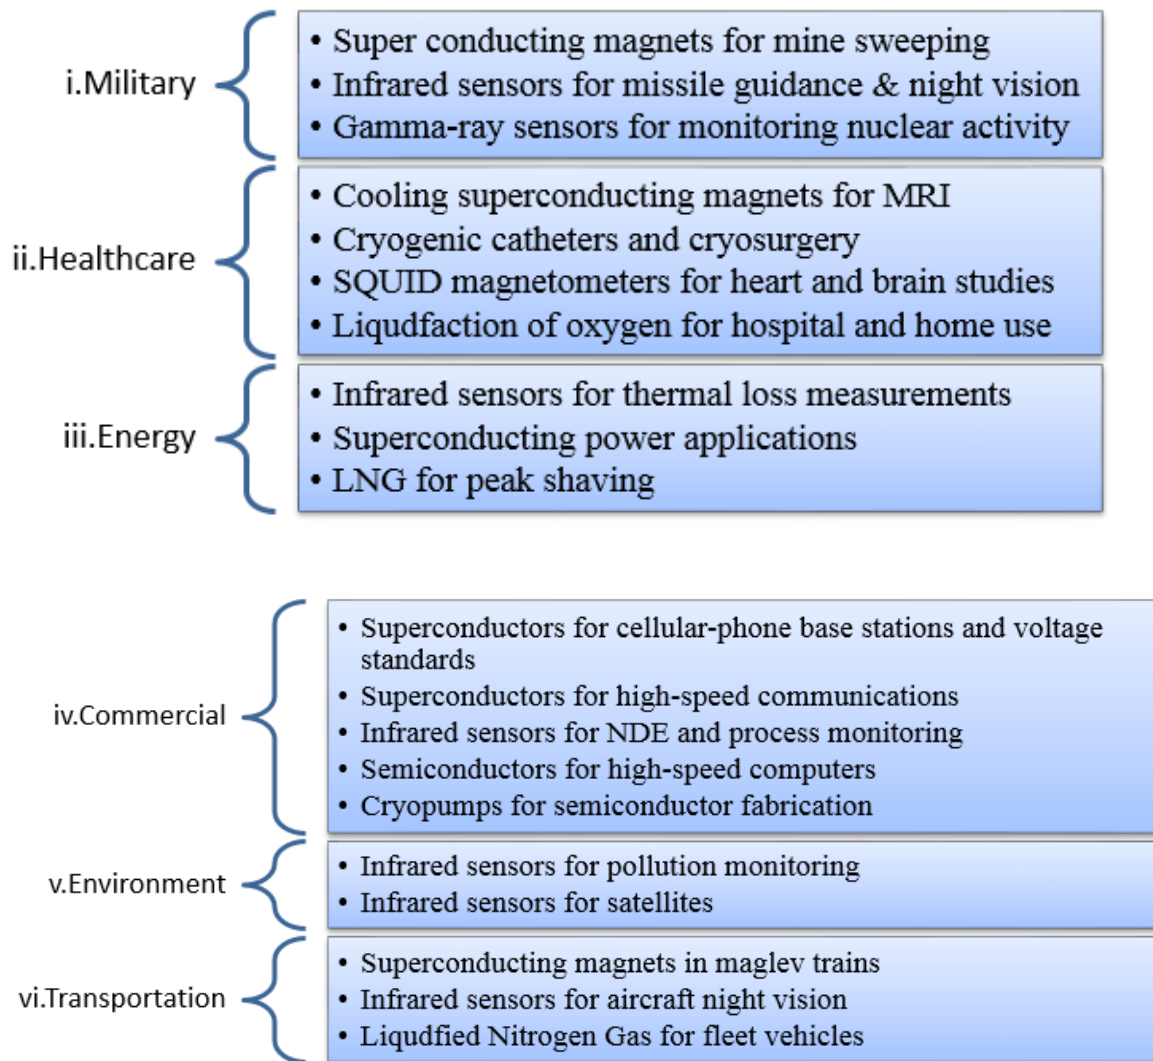 i.Military
• Super conducting magnets for mine sweeping
• Infrared sensors for missile guidance & night vision
• Gamma-ray sensors for monitoring nuclear activity
ii.Healthcare
• Cooling superconducting magnets for MRI
• Cryogenic catheters and cryosurgery
• SQUID magnetometers for heart and brain studies
• Liqudfaction of oxygen for hospital and home use
iii.Energy
• Infrared sensors for thermal loss measurements
• Superconducting power applications
• LNG for peak shaving
iv.Commercial
• Superconductors for cellular-phone base stations and voltage
standards
• Superconductors for high-speed communications
• Infrared sensors for NDE and process monitoring
• Semiconductors for high-speed computers
• Cryopumps for semiconductor fabrication
v.Environment
• Infrared sensors for pollution monitoring
• Infrared sensors for satellites
vi.Transportation
• Superconducting magnets in maglev trains
• Infrared sensors for aircraft night vision
• Liqudfied Nitrogen Gas for fleet vehicles